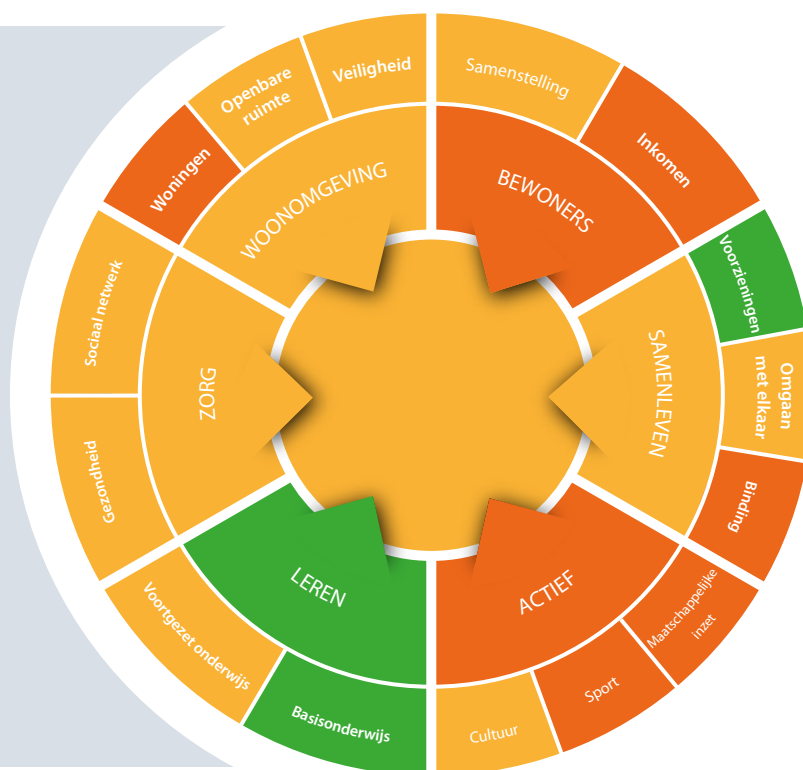 Veiligheid
Samenstelling
Openbare
ruimte
Inkomen
Woningen
WOONOMGEVING
BEWONERS
Voorzieningen
Sociaal netwerk
ZORG
SAMENLEVEN
Omgaan
met elkaar
Gezondheid
Binding
LEREN
ACTIEF
Maatschappelijke
inzet
Voortgezet onderwijs
Sport
Basisonderwijs
Cultuur